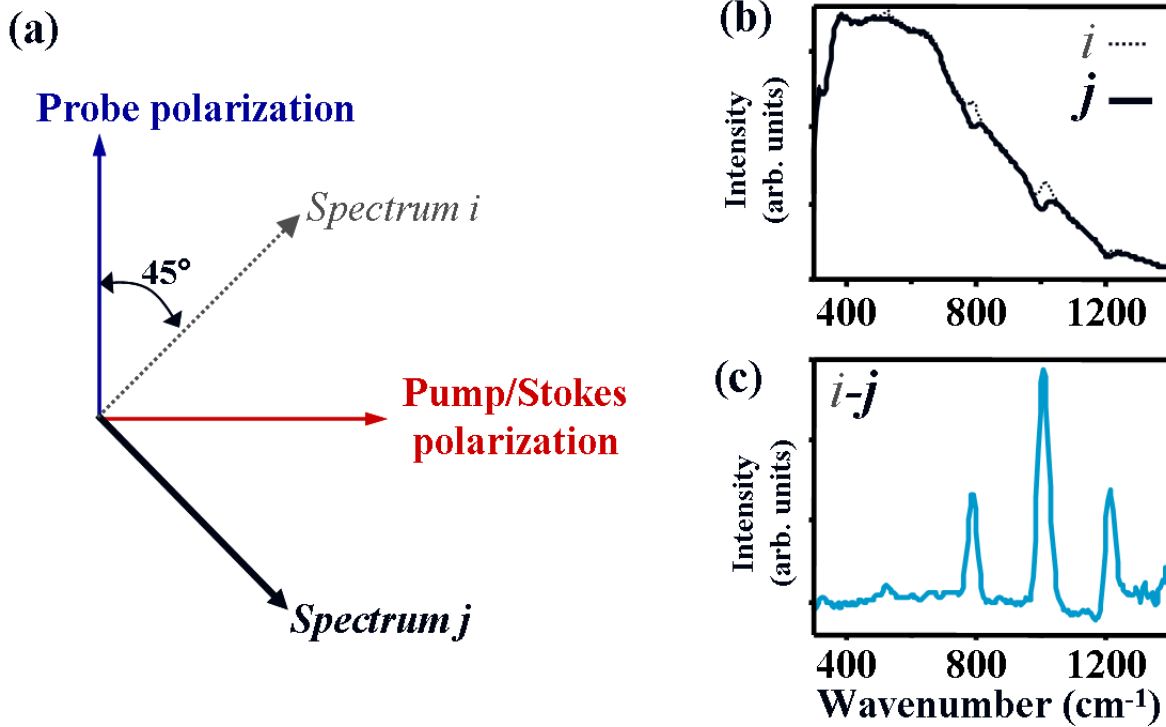 (a)
Probe polarization
Spectrum i
45°
Pump/Stokes
polarization
Spectrum j
(b)
i
j
Intensity
(arb. units)
400 800 1200
(c)
i-j
Intensity
(arb. units)
400 800 1200
Wavenumber (cm-1)